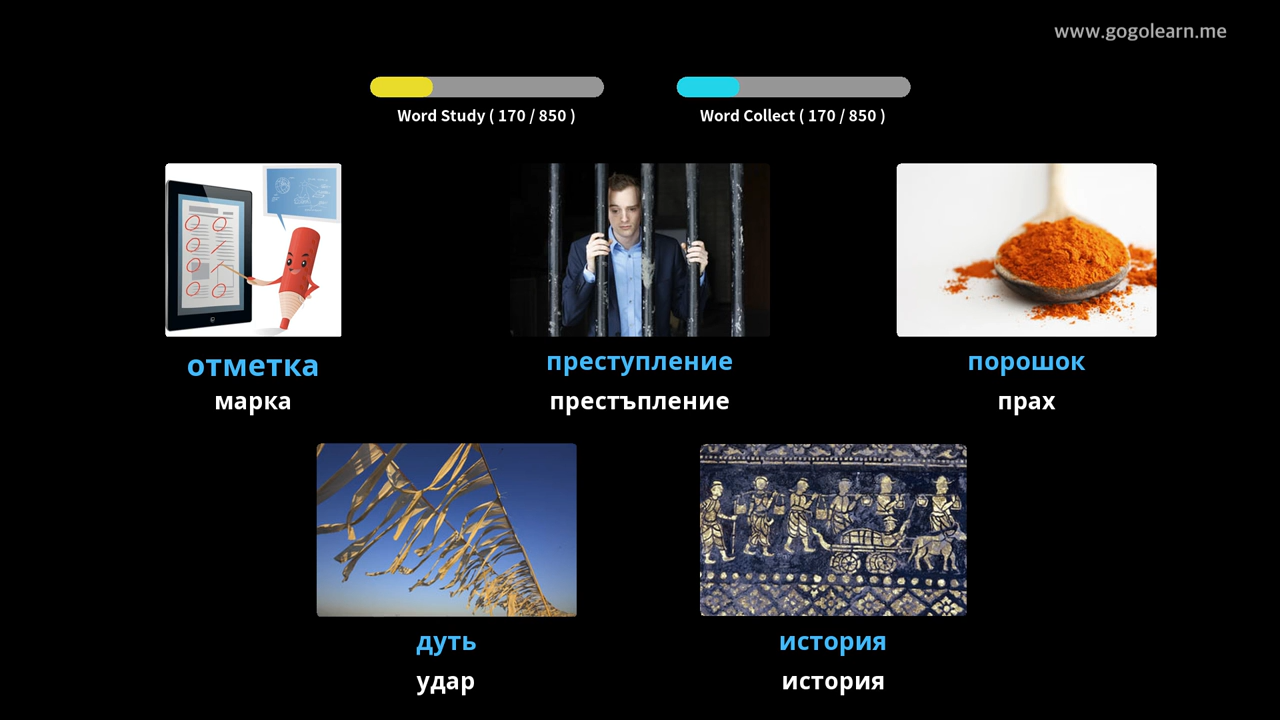 www.gogolearn.me
Word Study ( 170 / 850 )
Word Collect ( 170 / 850 )
отметка
марка
преступление
престъпление
порошок
прах
дуть
удар
история
история